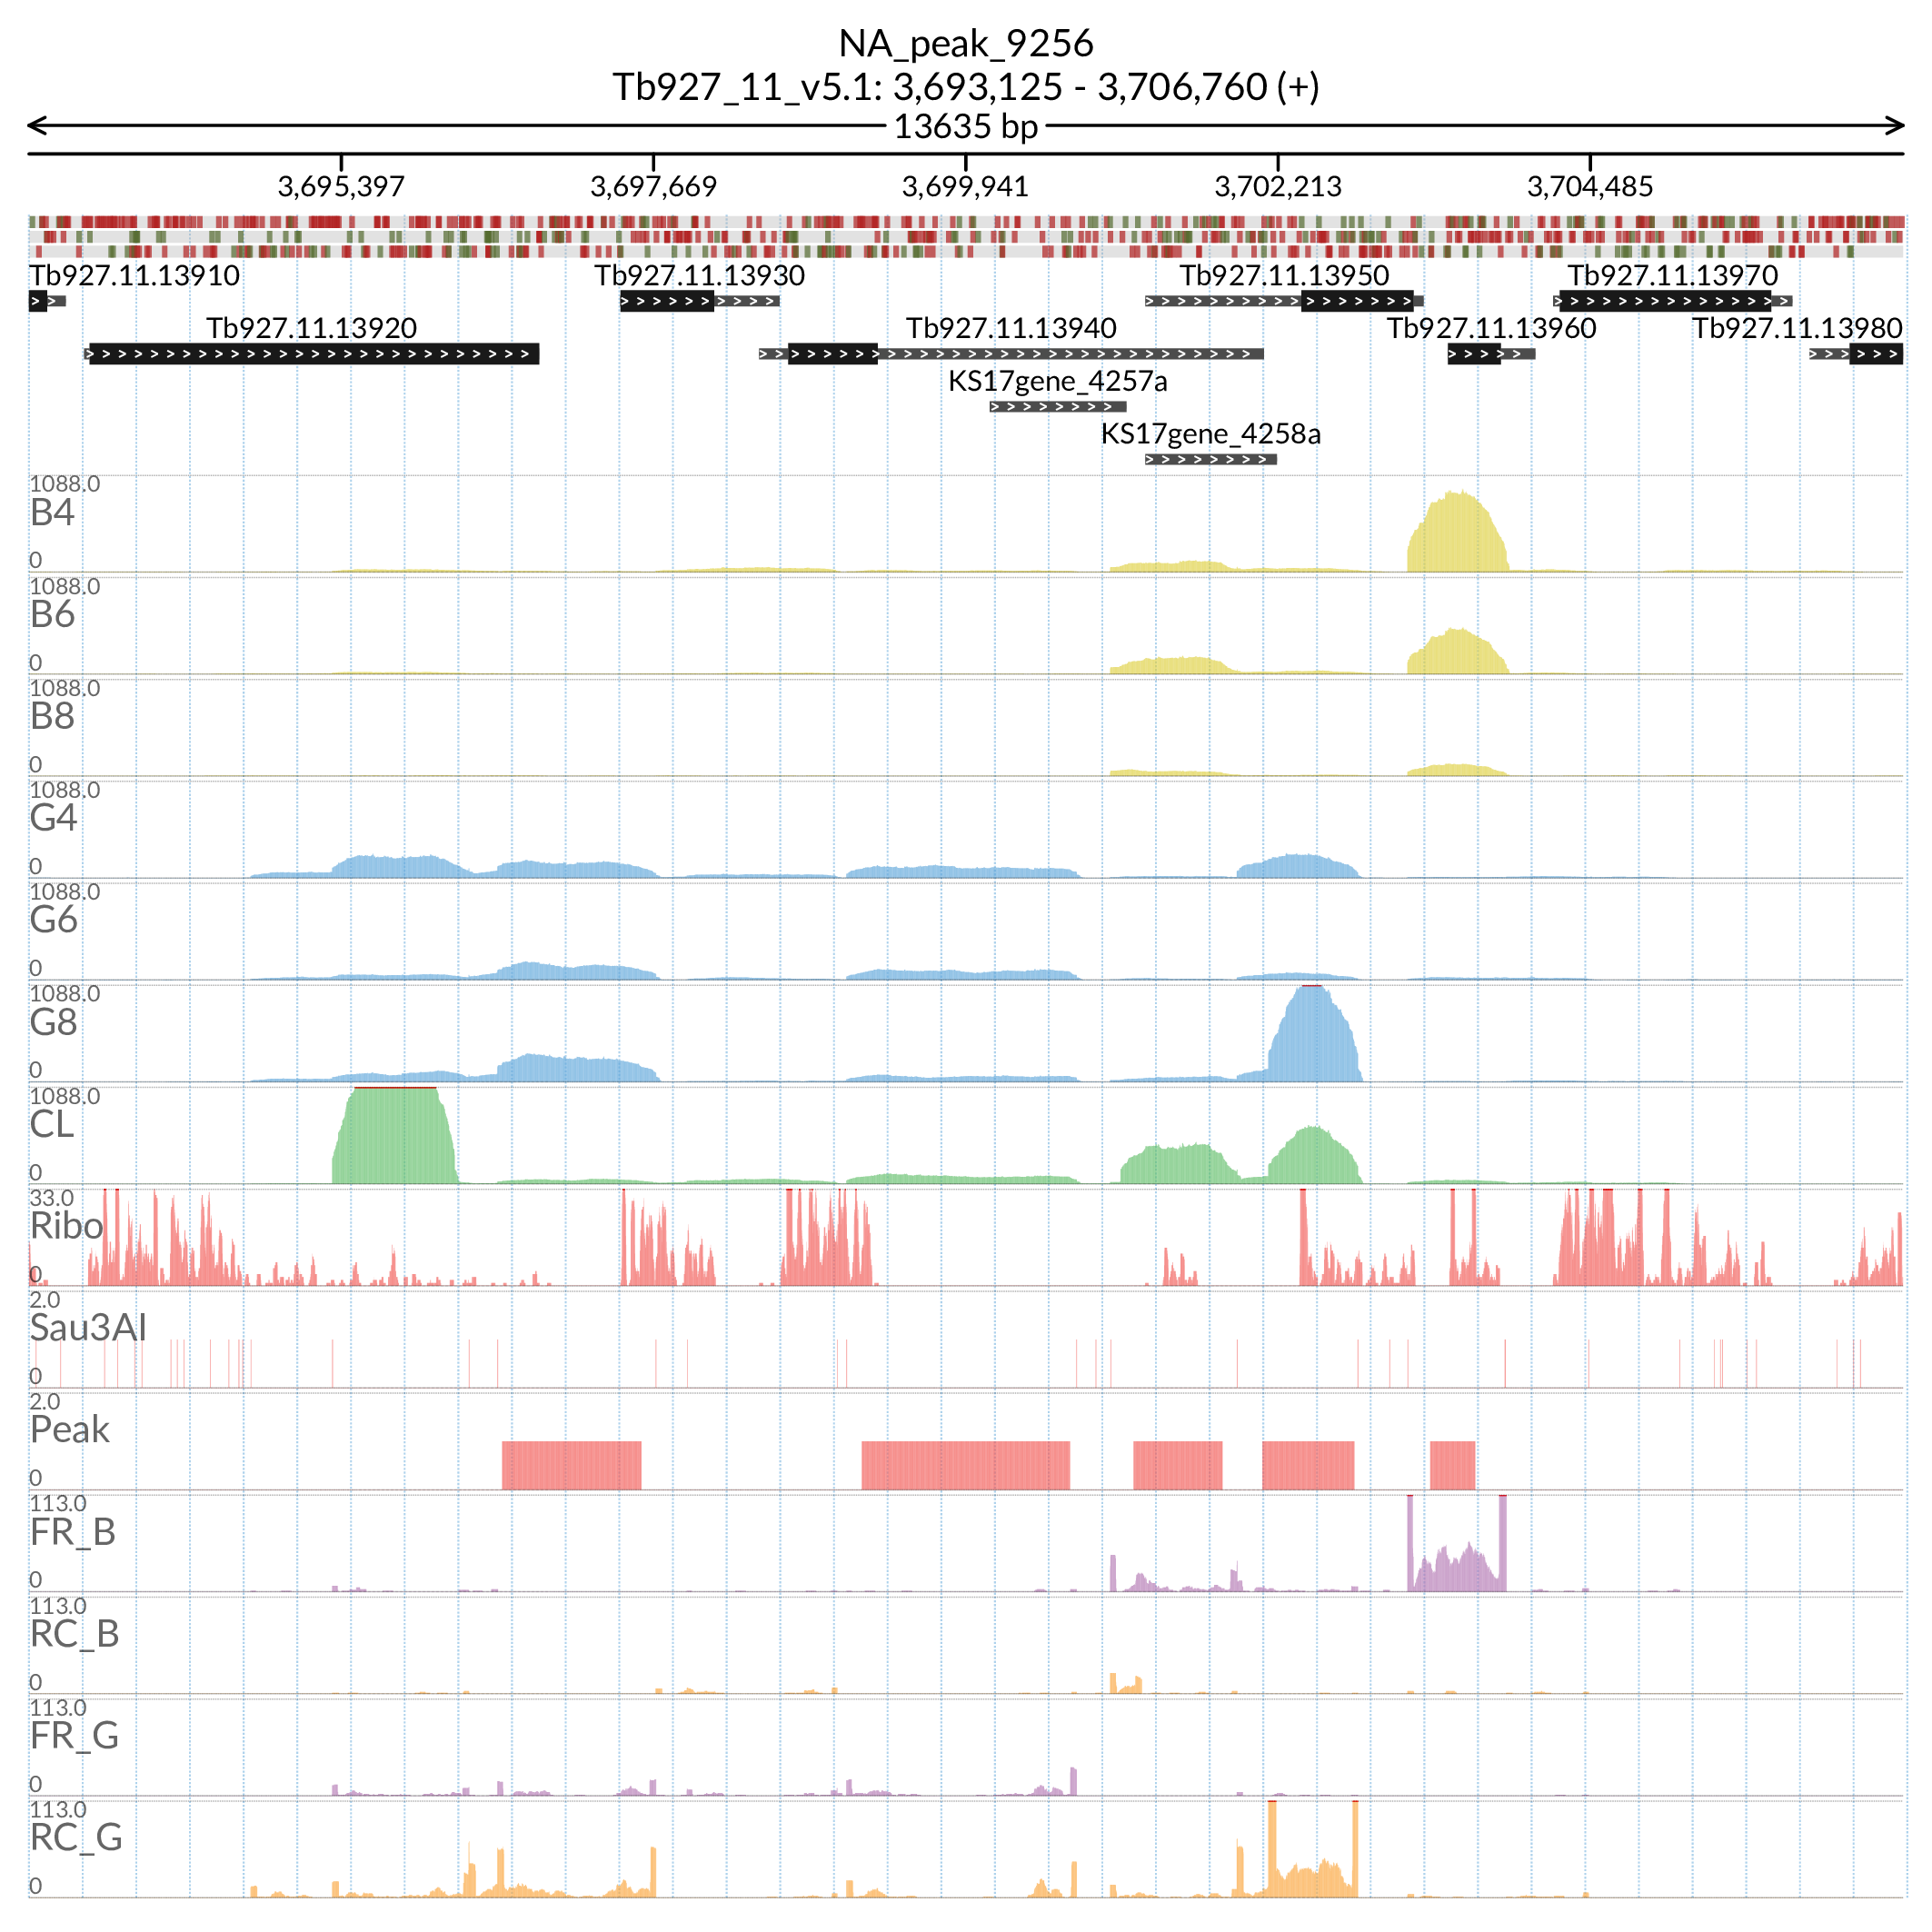 NA_peak_9256
Tb927_11_v5.1: 3,693,125 - 3,706,760 (+)
13635 bp
3,695,397 3,697,669 3,699,941 3,702,213 3,704,485
Tb927.11.13910 Tb927.11.13930 Tb927.11.13950 Tb927.11.13970
Tb927.11.13920 Tb927.11.13940 Tb927.11.13960 Tb927.11.13980
KS17gene_4257a
KS17gene_4258a
1088.0
B4
0
1088.0
B6
0
1088.0
B8
0
1088.0
G4
0
1088.0
G6
0
1088.0
G8
0
1088.0
CL
0
33.0
Ribo
0
2.0
Sau3AI
0
2.0
Peak
0
113.0
FR_B
0
113.0
RC_B
0
113.0
FR_G
0
113.0
RC_G
0